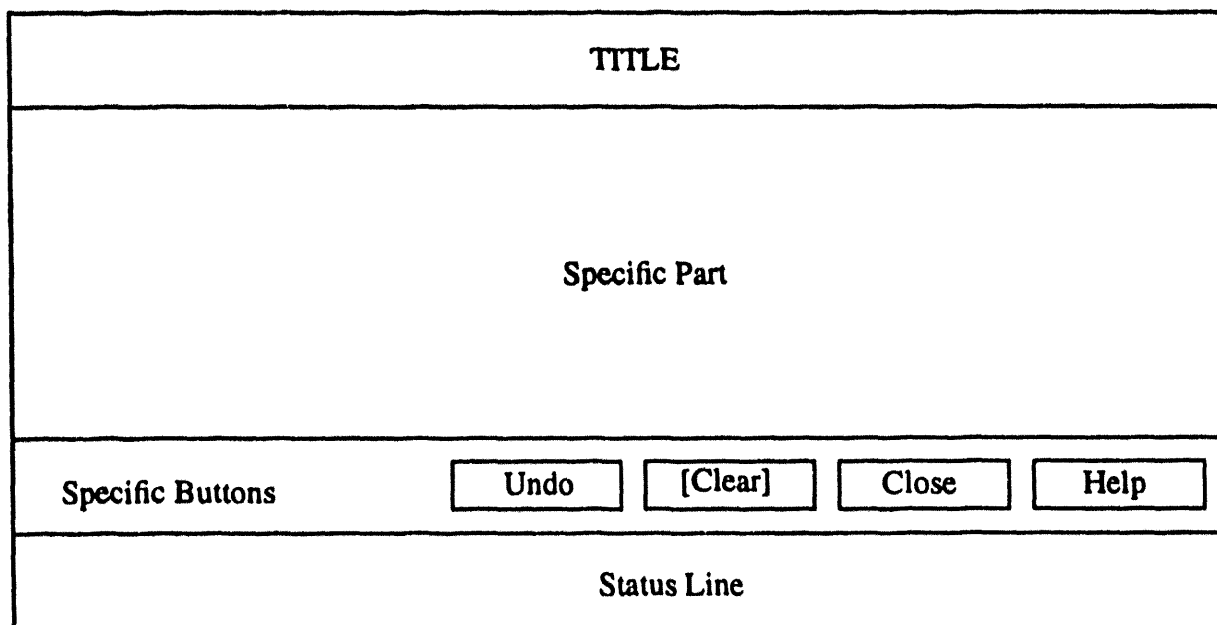 TITLE
Specific Part
Specific Buttons Undo [Clear] Close Help
Status Line